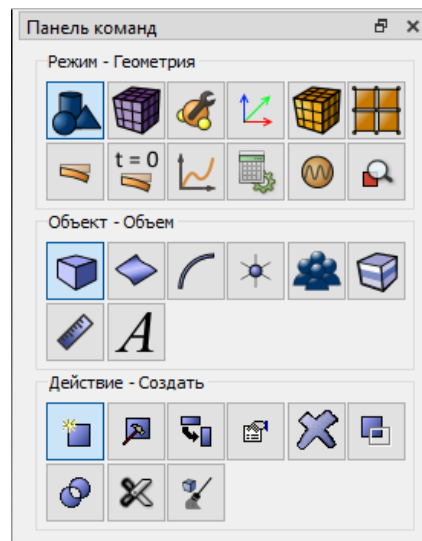 Панель команд
Режим - Геометрия
t = 0
Объект - Объем
A
Действие - Создать